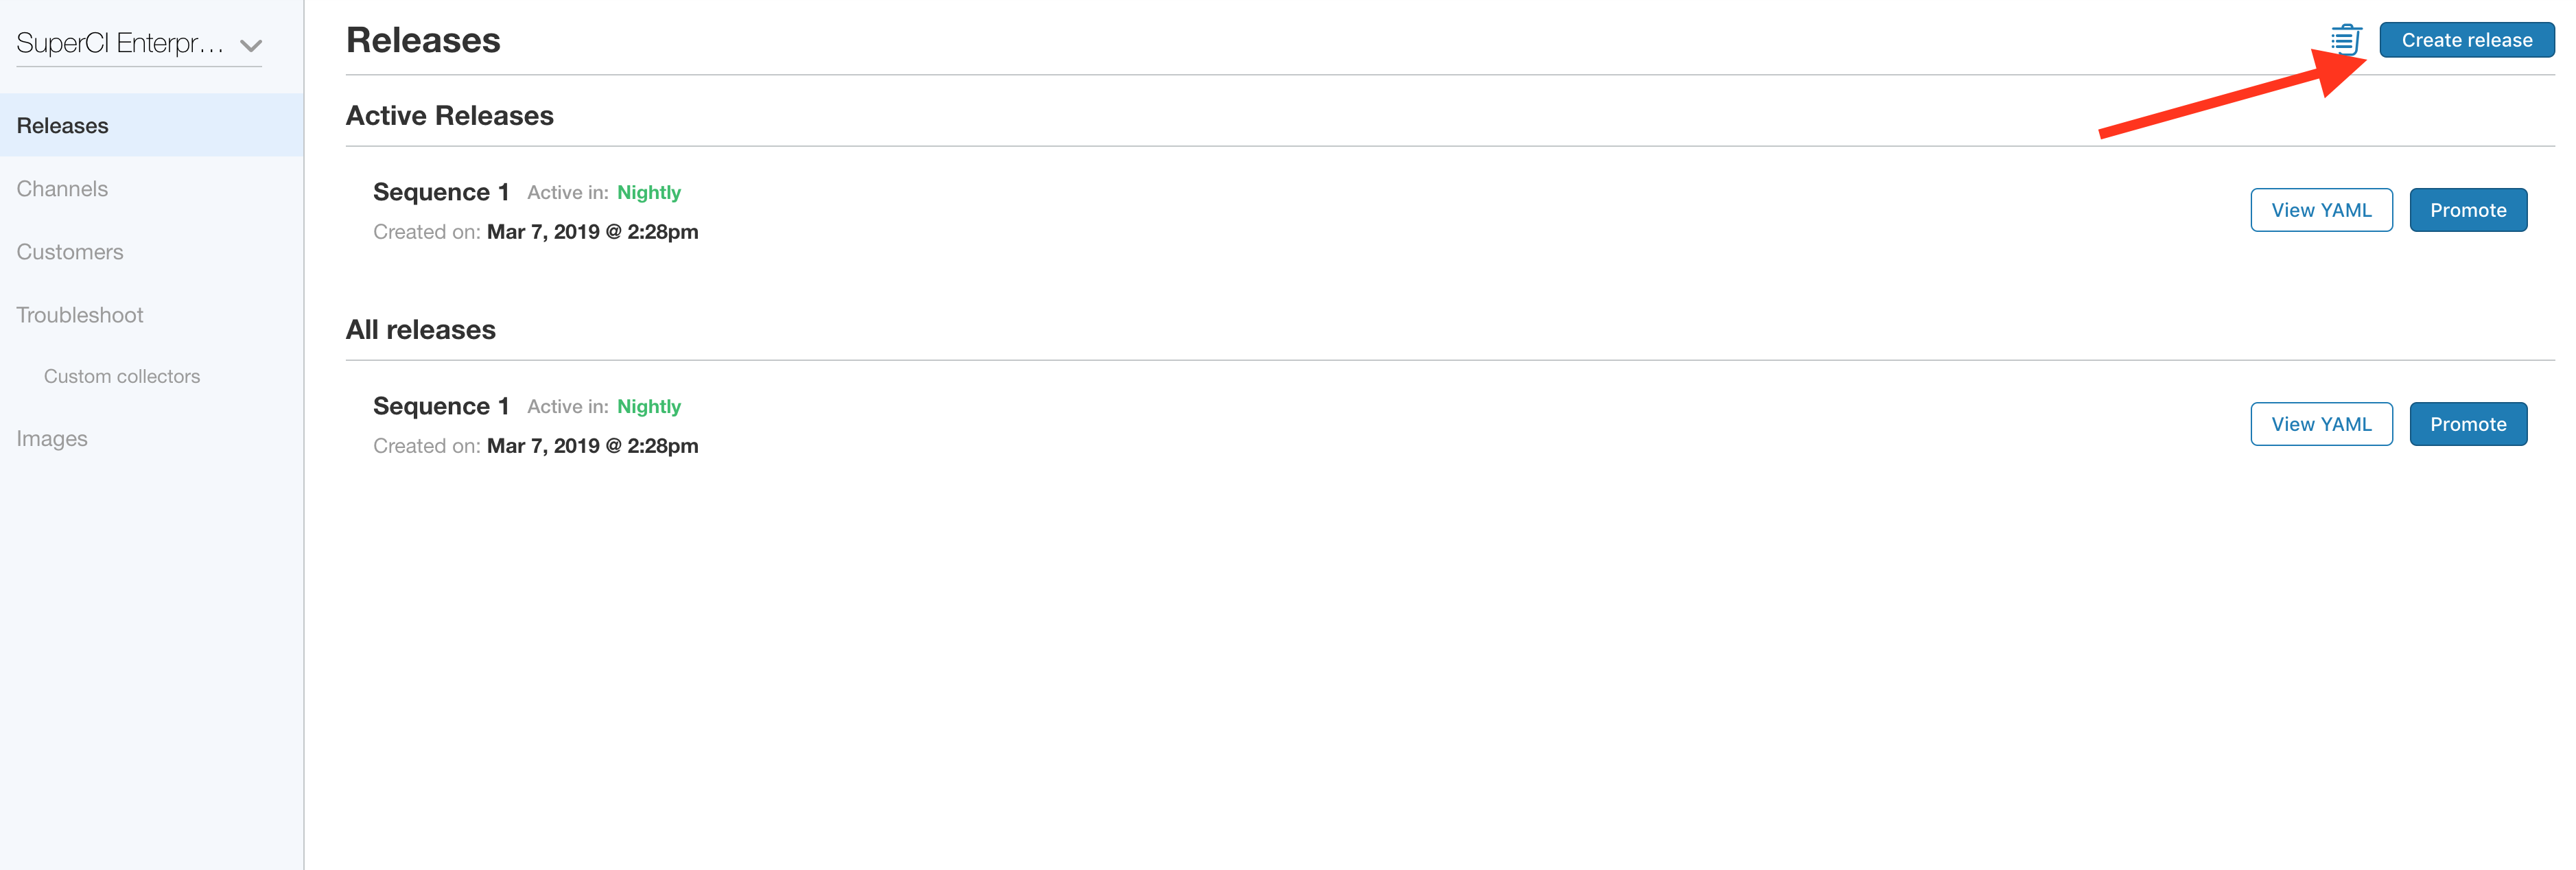 SuperCI Enterpr...
Releases
Channels
Customers
Troubleshoot
Custom collectors
Images
Releases
Create release
Active Releases
Sequence 1 Active in: Nightly
Created on: Mar 7, 2019 @ 2:28pm
View YAML
Promote
All releases
Sequence 1 Active in: Nightly
Created on: Mar 7, 2019 @ 2:28pm
View YAML
Promote